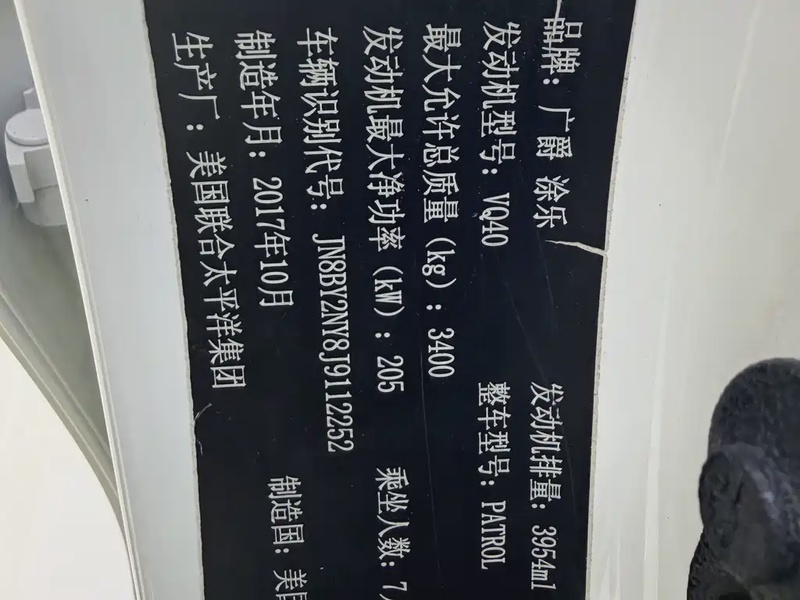 品牌：广爵 涂乐
发动机排量：3954ml
发动机型号：VQ40
整车型号：PATROL
最大允许总质量(kg)：3400
发动机最大净功率(kW)：205
乘坐人数：7
车辆识别代号：JN8BY2NY8J9112252
制造年月：2017年10月
制造国：美国
生产厂：美国联合太平洋集团